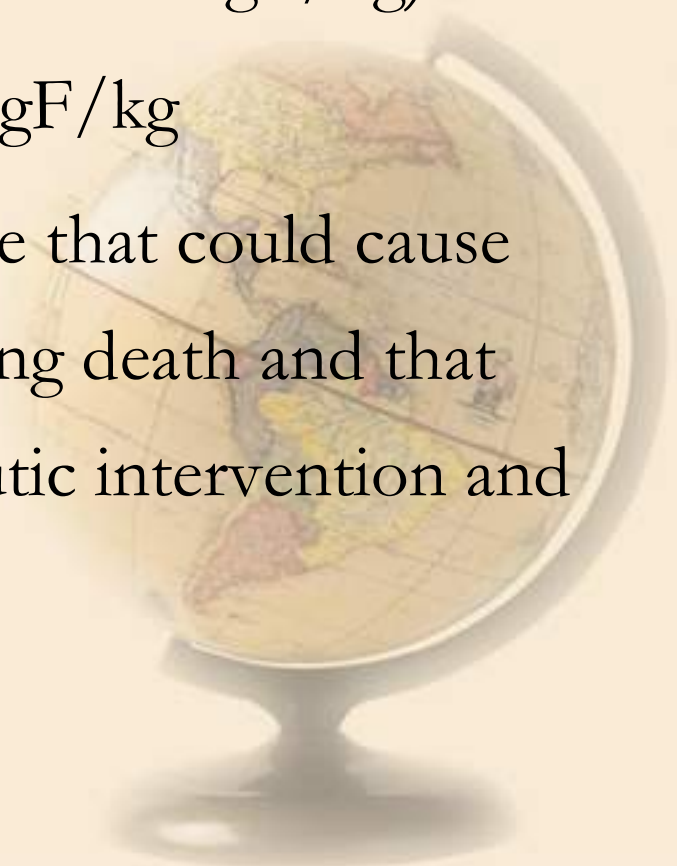 gF/kg
e that could cause
ng death and that
utic intervention and